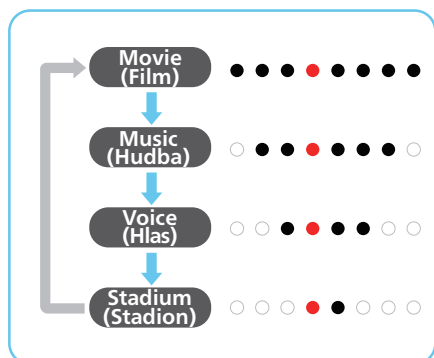 Movie
(Film)
Music
(Hudba)
Voice
(Hlas)
Stadium
(Stadion)